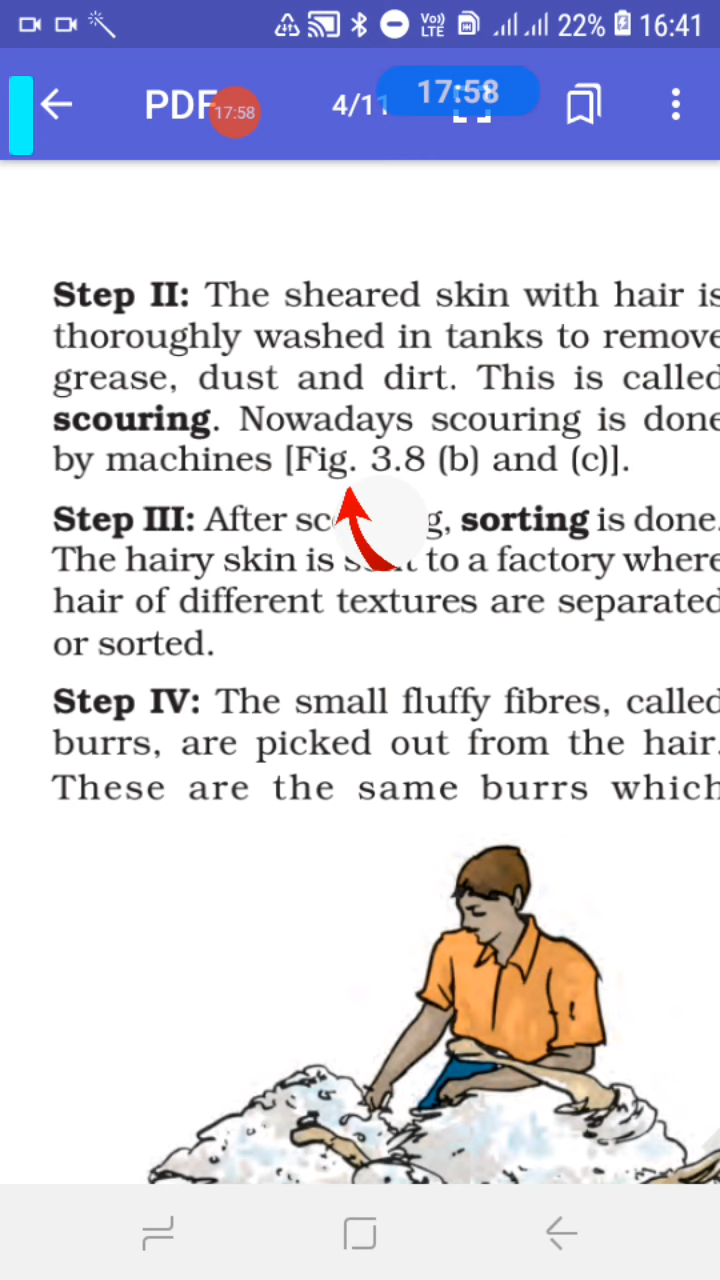 Vo)) LTE 22% 16:41
PDF 17:58 4/11 17:58
Step II: The sheared skin with hair is
thoroughly washed in tanks to remove
grease, dust and dirt. This is called
scouring. Nowadays scouring is done
by machines [Fig. 3.8 (b) and (c)].
Step III: After sc g, sorting is done.
The hairy skin is to a factory where
hair of different textures are separated
or sorted.
Step IV: The small fluffy fibres, called
burrs, are picked out from the hair.
These are the same burrs which